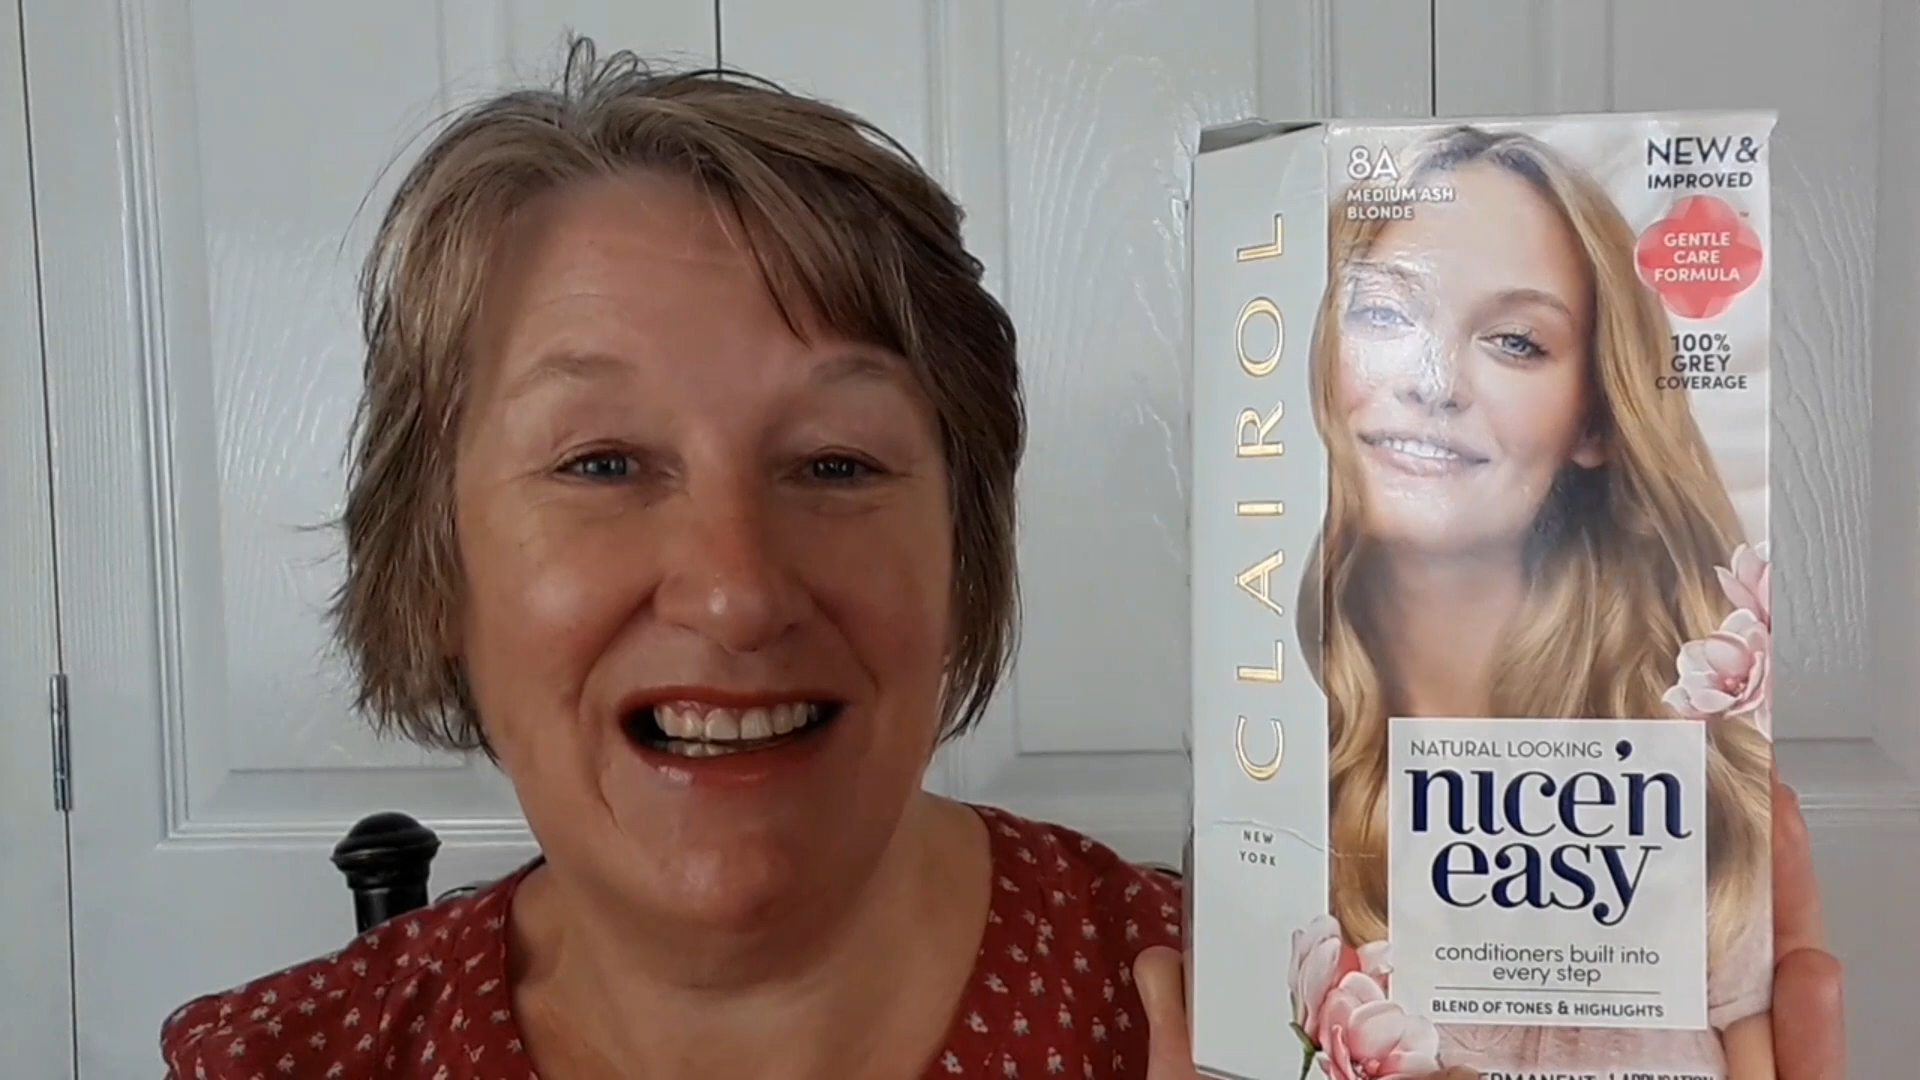 CLAIROL
NEW
YORK
8A
MEDIUM ASH
BLONDE
NEW &
IMPROVED
GENTLE
CARE
FORMULA
100%
GREY
COVERAGE
NATURAL LOOKING
nice'n
easy
conditioners built into
every step
BLEND OF TONES & HIGHLIGHTS